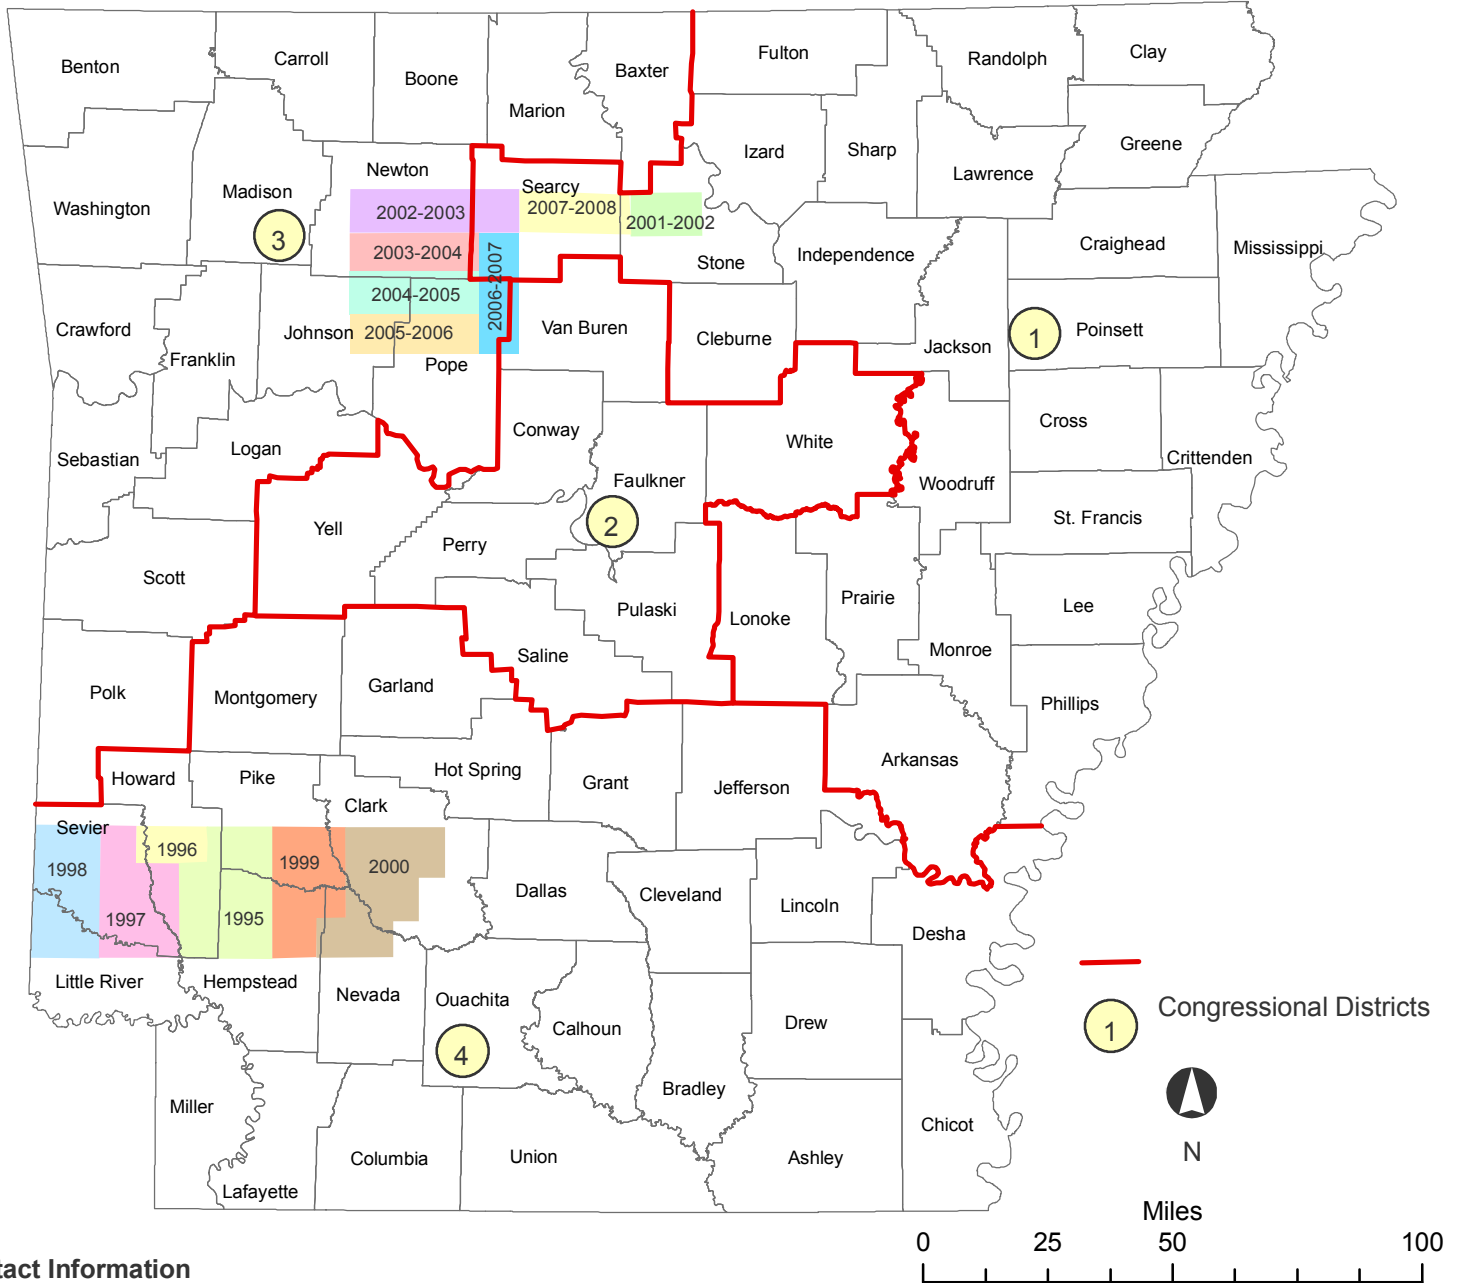 Benton
Carroll
Boone
Marion
Baxter
Fulton
Randolph
Clay
Greene
Izard
Sharp
Lawrence
Washington
Madison
Newton
Searcy
3
2002-2003
2007-2008
2001-2002
2003-2004
2006-2007
Stone
Independence
Craighead
Mississippi
2004-2005
Crawford
Franklin
Johnson
2005-2006
Pope
Van Buren
Cleburne
Jackson
1
Poinsett
Sebastian
Logan
Conway
Faulkner
White
Woodruff
Cross
Crittenden
St. Francis
Scott
Yell
Perry
2
Pulaski
Lonoke
Prairie
Monroe
Lee
Phillips
Polk
Montgomery
Garland
Saline
Hot Spring
Grant
Jefferson
Arkansas
Howard
Pike
Clark
Sevier
1998
1997
1996
1995
1999
2000
Dallas
Cleveland
Lincoln
Desha
Little River
Hempstead
Nevada
Ouachita
4
Calhoun
Bradley
Drew
Chicot
Miller
Lafayette
Columbia
Union
Ashley
1
Congressional Districts
N
Miles
0 25 50 100
tact Information